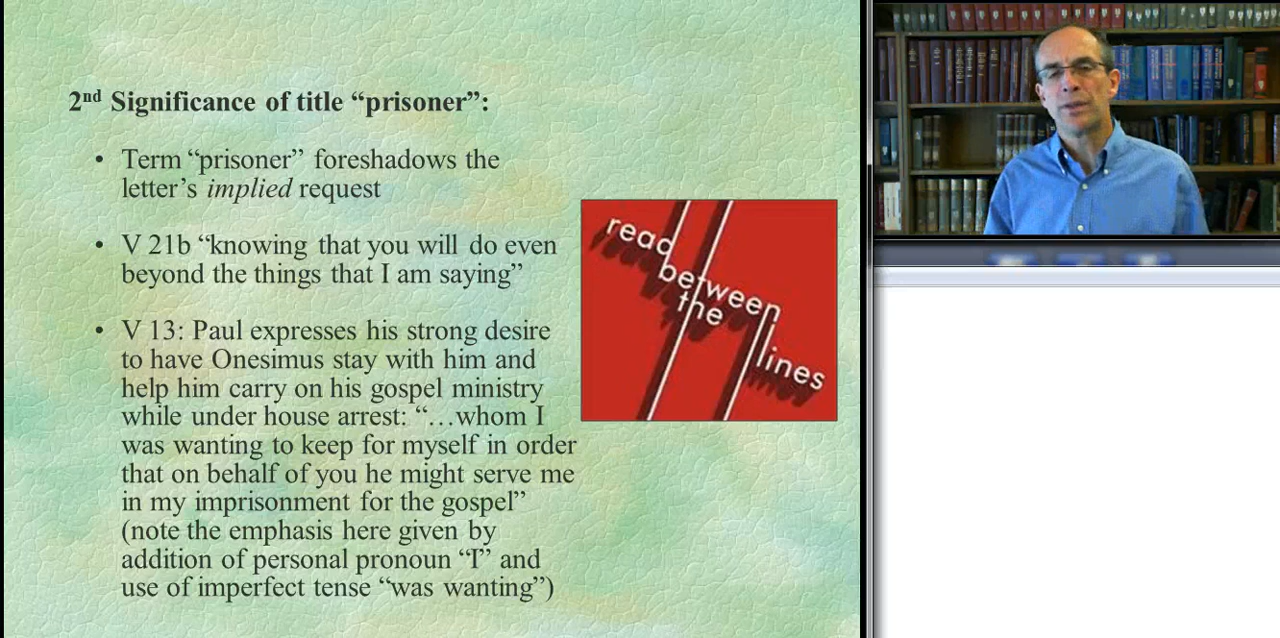 2nd Significance of title “prisoner”:
• Term “prisoner” foreshadows the
letter’s implied request
• V 21b “knowing that you will do even
beyond the things that I am saying”
• V 13: Paul expresses his strong desire
to have Onesimus stay with him and
help him carry on his gospel ministry
while under house arrest: “…whom I
was wanting to keep for myself in order
that on behalf of you he might serve me
in my imprisonment for the gospel”
(note the emphasis here given by
addition of personal pronoun “I” and
use of imperfect tense “was wanting”)
read
between
the
lines